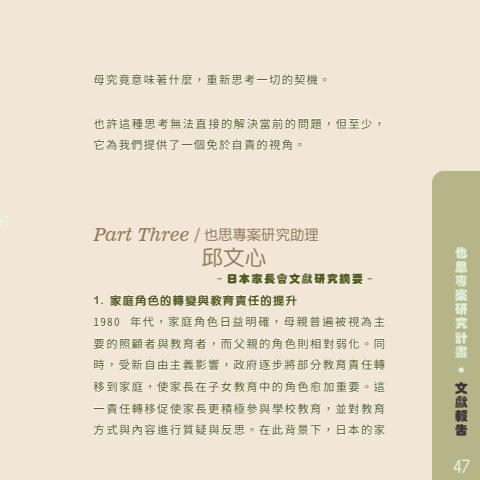 母究竟意味著什麼，重新思考一切的契機。
也許這種思考無法直接的解決當前的問題，但至少，
它為我們提供了一個免於自責的視角。
Part Three / 也思專案研究助理
邱文心
– 日本家長會文獻研究摘要 –
1. 家庭角色的轉變與教育責任的提升
1980 年代，家庭角色日益明確，母親普遍被視為主
要的照顧者與教育者，而父親的角色則相對弱化。同
時，受新自由主義影響，政府逐步將部分教育責任轉
移到家庭，使家長在子女教育中的角色愈加重要。這
一責任轉移促使家長更積極參與學校教育，並對教育
方式與內容進行質疑與反思。在此背景下，日本的家
也思專案研究計畫 • 文獻報告
47